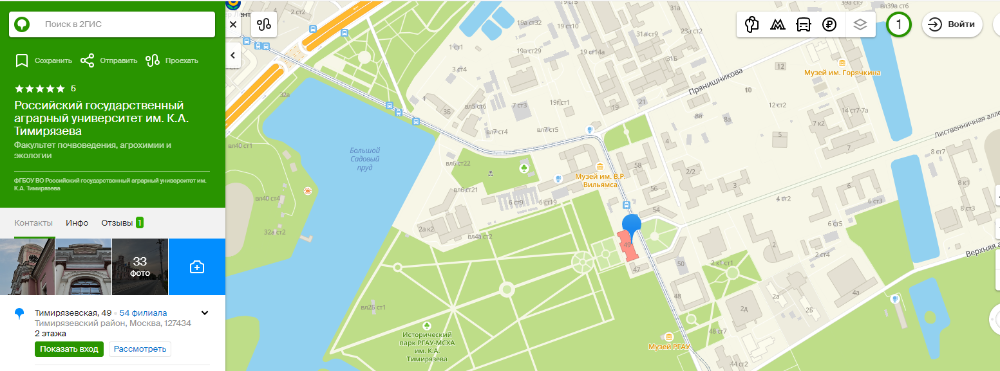 Поиск в 2ГИС
Сохранить
Отправить
Проехать
5
Российский государственный
аграрный университет им. К.А.
Тимирязева
Факультет почвоведения, агрохимии и
экологии
ФГБОУ ВО Российский государственный аграрный университет им.
К.А. Тимирязева
Контакты
Инфо
Отзывы 1
33
фото
Тимирязевская, 49 • 54 филиала
Тимирязевский район, Москва, 127434
2 этажа
Показать вход
Рассмотреть
1
Войти
2 ст2
31а
вл39а ст6
19а ст32
19 ст10
31а ст9
23а ст2
1 ст1
19а ст29
19 ст14а
3 ст4
31Б
12
Музей им. Горячкина
Прянишникова
10
32а
1
3Б
вл5 ст6
7 ст3
19г ст1
19
21
12 ст2
8а
8а
14 ст7-7а
7 к2
Лиственничная алле
вл7 ст4
вл7 ст5
4
5
7
8 ст7
вл40 ст1
Большой
Садовый
пруд
вл6 ст22
58
Музей им. В.Р.
Вильямса
2/2
3
6
8 к1
вл6 ст21
56
вл40 ст4
6 ст9
6 ст19
54
4 ст2
6 ст3
8 ст3
32а ст2
2а к2
вл4а ст2
6 ст5
49
2
2 ст4
Верхняя а
47
50
2 к1 ст1
48
2а
4а
вл2Б ст1
2д
2Б
Исторический
парк РГАУ-МСХА
им. К.А.
Тимирязева
48 ст7
Музей РГАУ
44 ст2